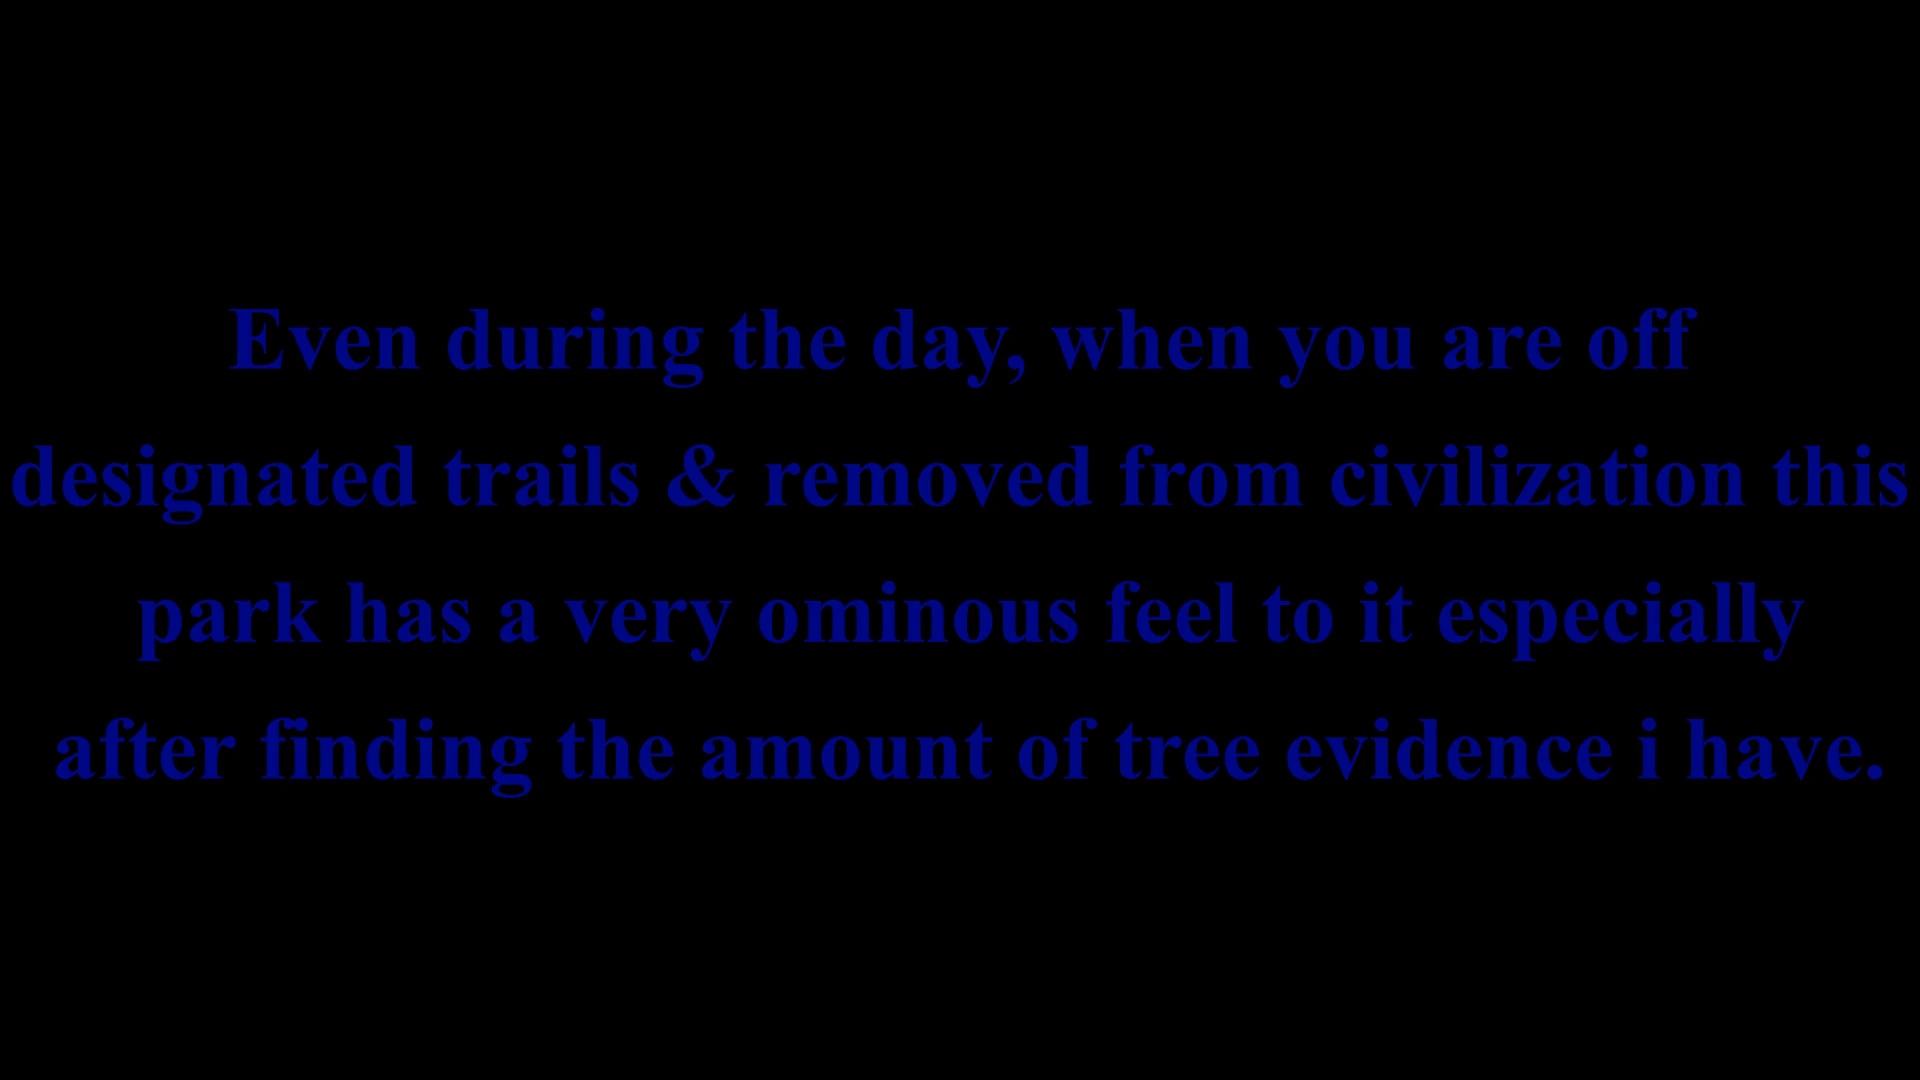 Even during the day, when you are off
designated trails & removed from civilization this
park has a very ominous feel to it especially
after finding the amount of tree evidence i have.